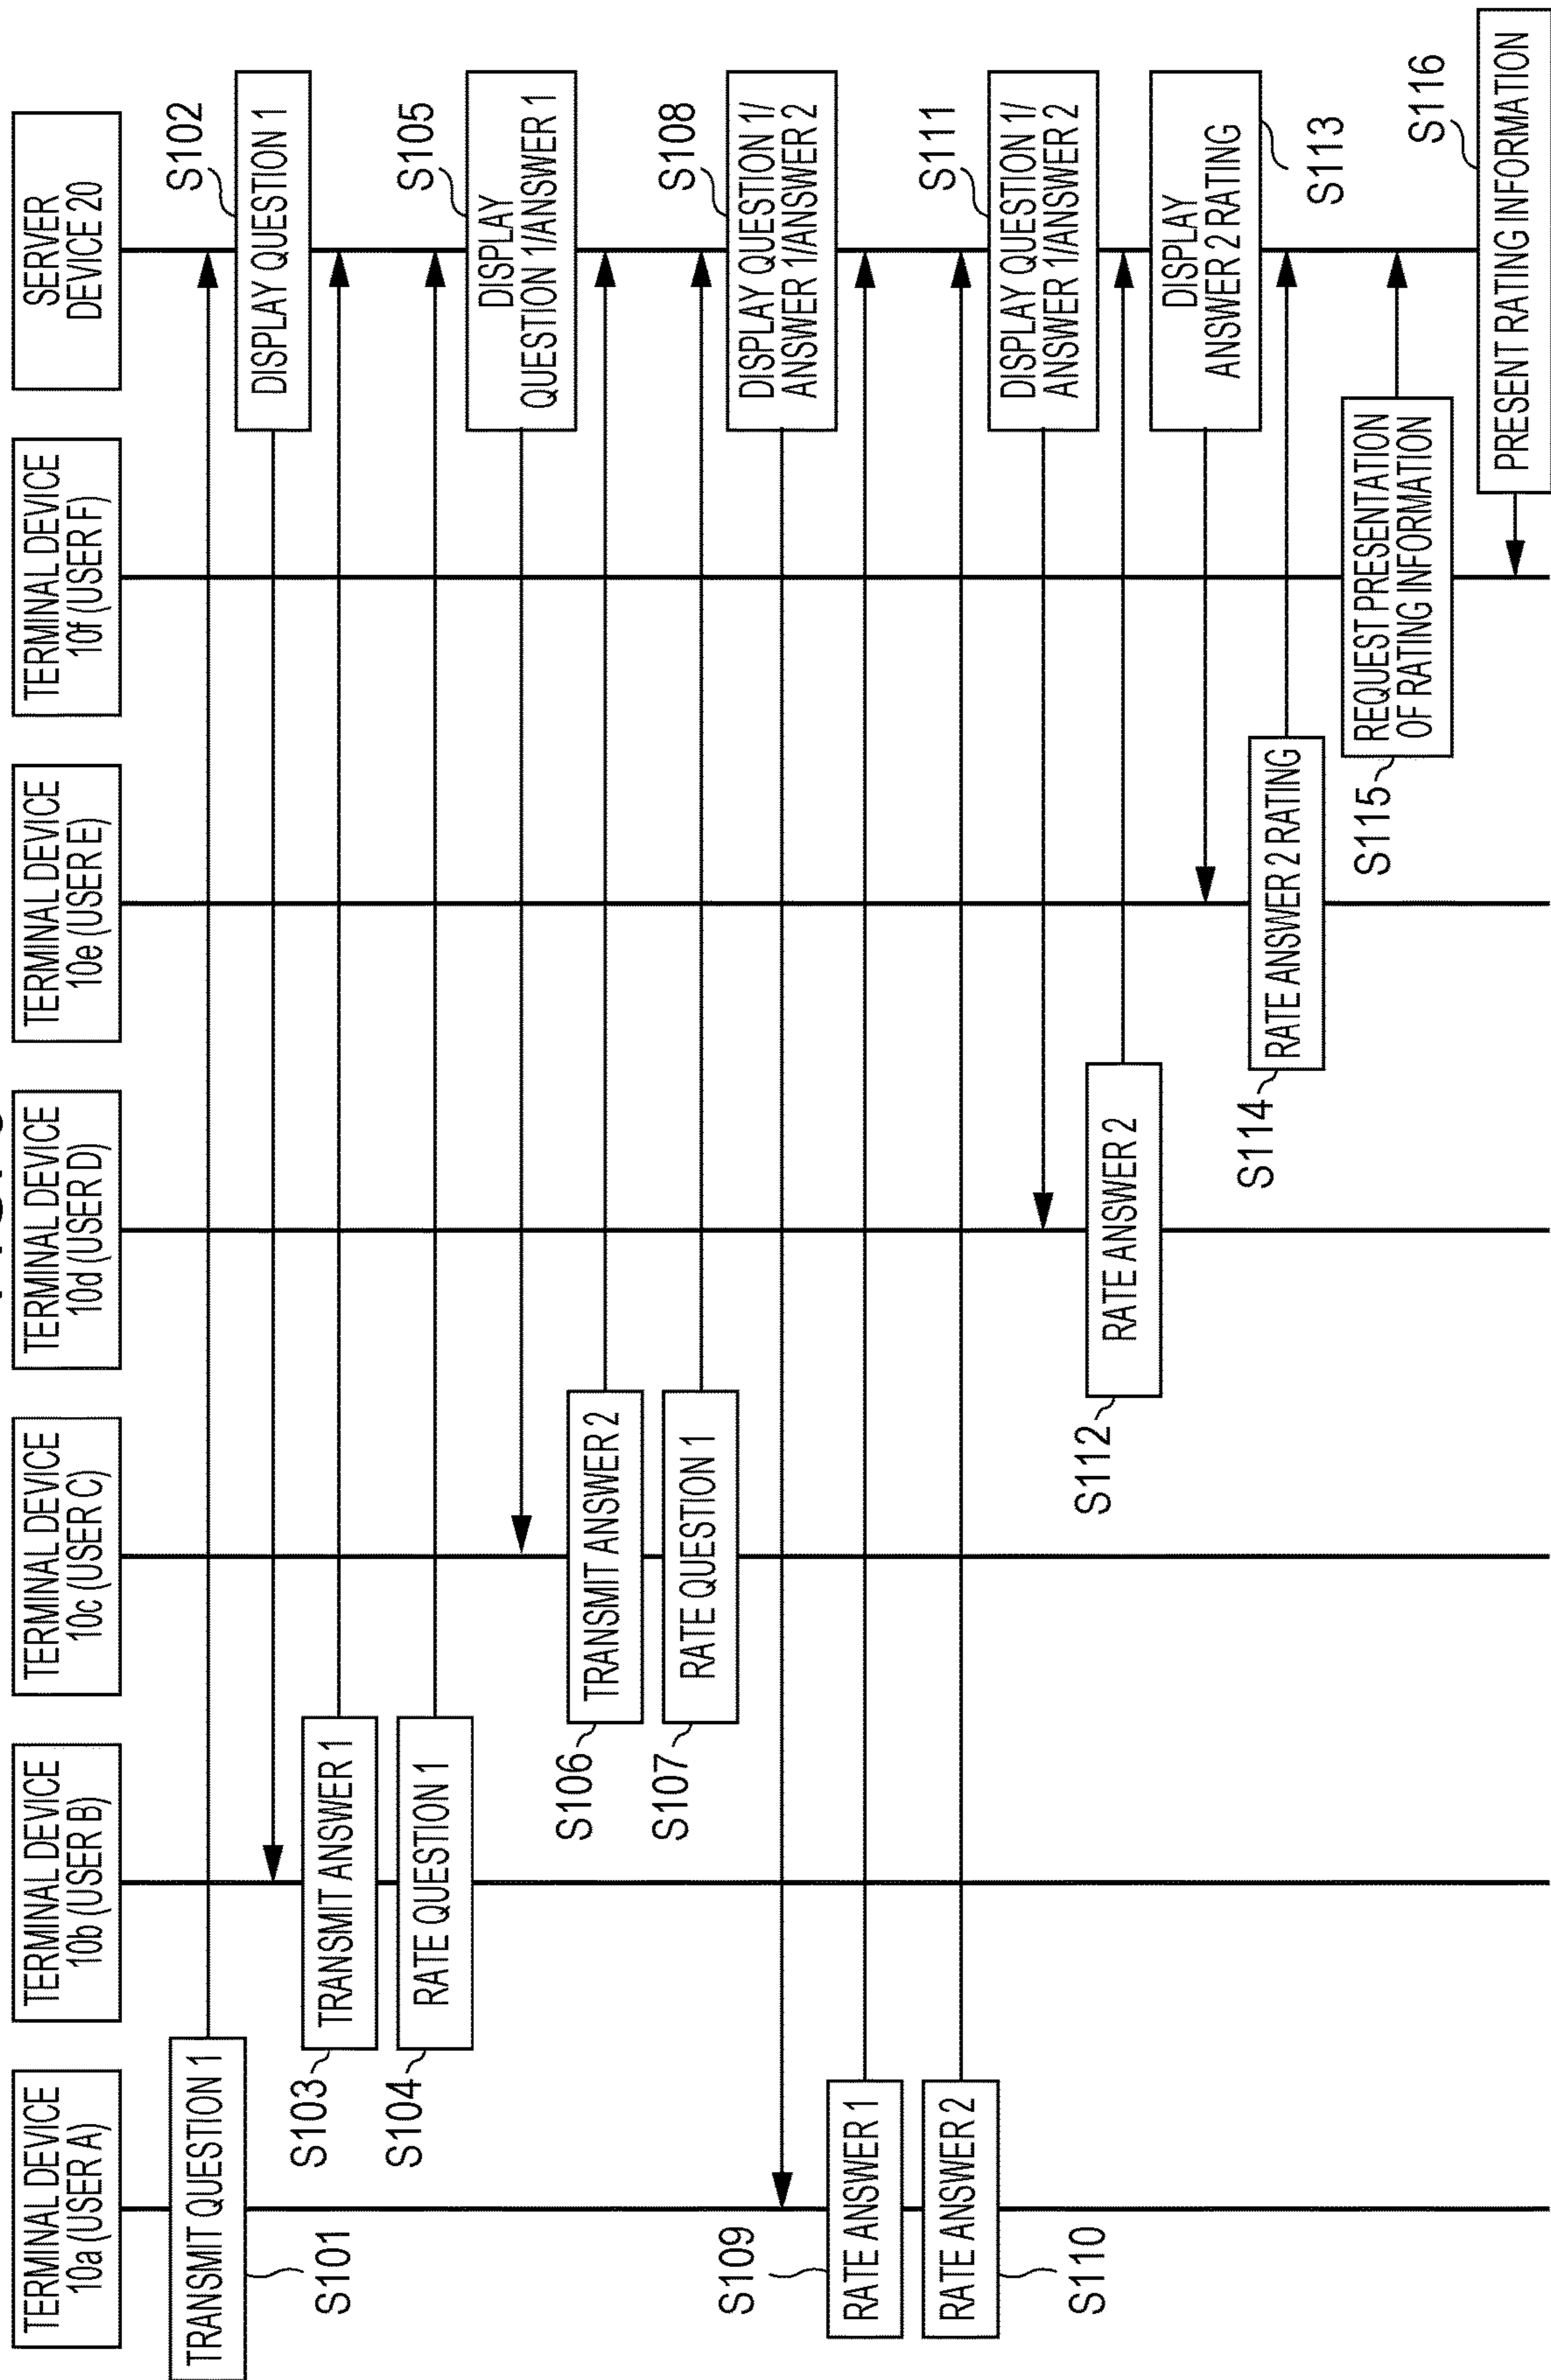 TERMINAL DEVICE
10a (USER A)
TERMINAL DEVICE
10b (USER B)
TERMINAL DEVICE
10c (USER C)
TERMINAL DEVICE
10d (USER D)
TERMINAL DEVICE
10e (USER E)
TERMINAL DEVICE
10f (USER F)
SERVER
DEVICE 20
TRANSMIT QUESTION 1
S101
S102
DISPLAY QUESTION 1
S103
TRANSMIT ANSWER 1
S104
RATE QUESTION 1
S105
DISPLAY
QUESTION 1/ANSWER 1
S106
TRANSMIT ANSWER 2
S107
RATE QUESTION 1
S108
DISPLAY QUESTION 1/
ANSWER 1/ANSWER 2
S109
RATE ANSWER 1
RATE ANSWER 2
S110
S111
DISPLAY QUESTION 1/
ANSWER 1/ANSWER 2
S112
RATE ANSWER 2
DISPLAY
ANSWER 2 RATING
S113
S114
RATE ANSWER 2 RATING
S115
REQUEST PRESENTATION
OF RATING INFORMATION
S116
PRESENT RATING INFORMATION